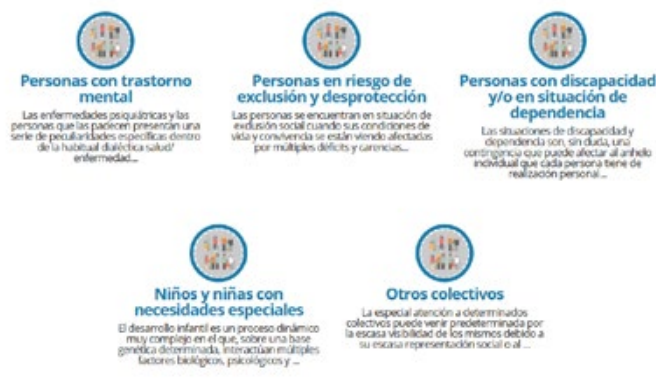 Personas con trastorno
mental
Las enfermedades psiquiátricas y las
personas que las padecen presentan una
serie de peculiaridades específicas dentro
de la habitual dialéctica salud/
enfermedad...
Personas en riesgo de
exclusión y desprotección
Las personas se encuentran en situación de
exclusión social cuando sus condiciones de
vida y convivencia se están viendo afectadas
por múltiples déficits y carencias...
Personas con discapacidad
y/o en situación de
dependencia
Las situaciones de discapacidad y
dependencia son, sin duda, una
contingencia que puede afectar al anhelo
individual que cada persona tiene de
realización personal...
Niños y niñas con
necesidades especiales
El desarrollo infantil es un proceso dinámico
muy complejo en el que, sobre una base
genética determinada, interactúan múltiples
factores biológicos, psicológicos y ...
Otros colectivos
La especial atención a determinados
colectivos puede venir predeterminada por
la escasa visibilidad de los mismos debido a
su escasa representación social o al ...